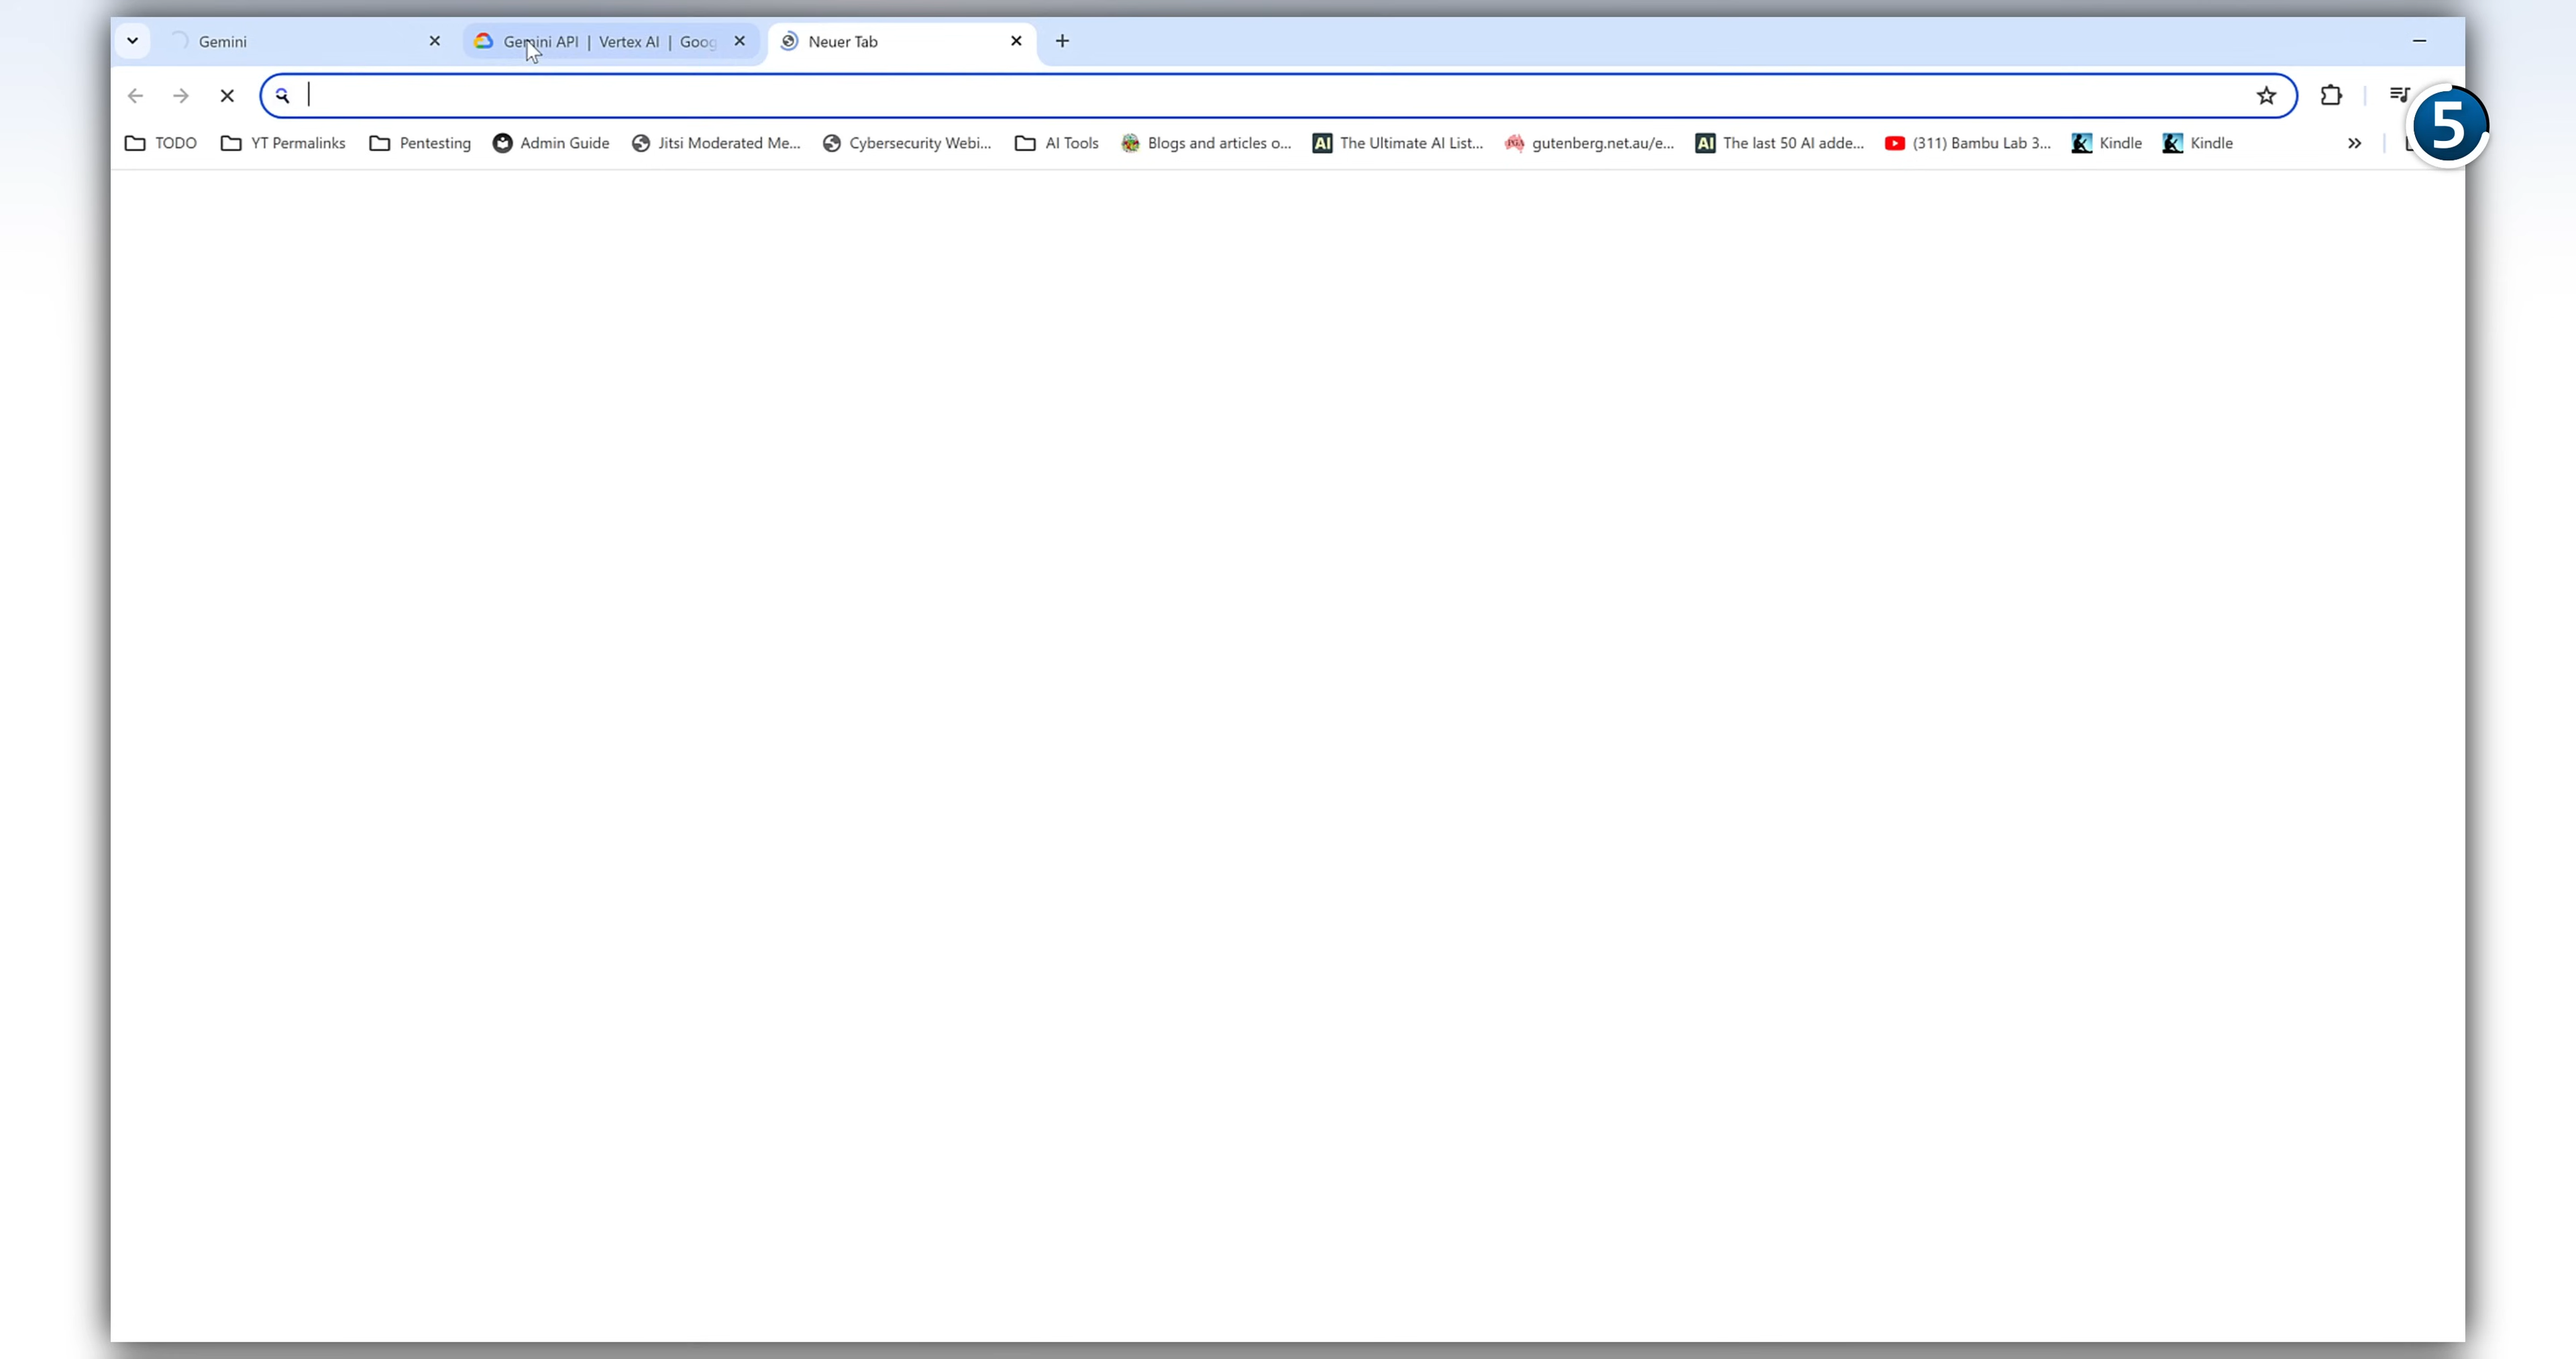 Gemini
Gemini API | Vertex AI | Goog
Neuer Tab
5
TODO
YT Permalinks
Pentesting
Admin Guide
Jitsi Moderated Me...
Cybersecurity Webi...
AI Tools
Blogs and articles o...
AI The Ultimate AI List...
gutenberg.net.au/e...
AI The last 50 AI adde...
(311) Bambu Lab 3...
Kindle
Kindle